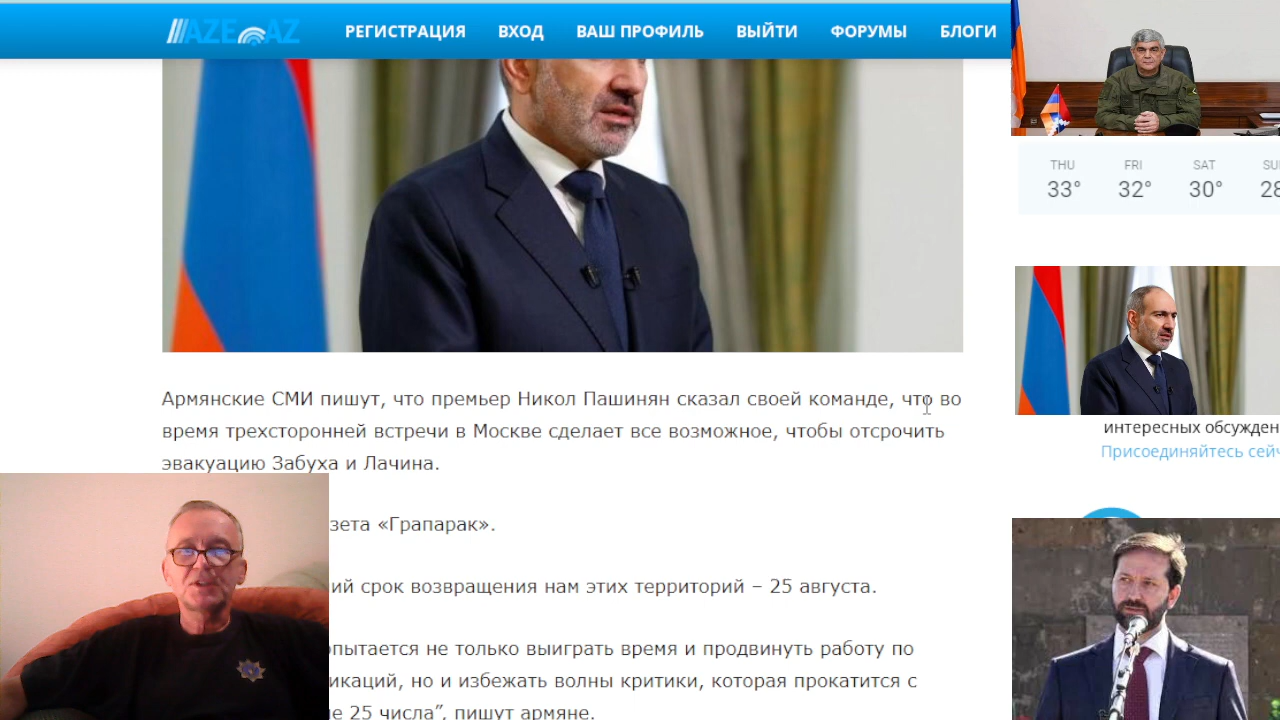 AZE AZ
РЕГИСТРАЦИЯ ВХОД ВАШ ПРОФИЛЬ ВЫЙТИ ФОРУМЫ БЛОГИ
THU FRI SAT SU
33° 32° 30° 28
интересных обсужден
Присоединяйтесь сейч
Армянские СМИ пишут, что премьер Никол Пашинян сказал своей команде, что во
время трехсторонней встречи в Москве сделает все возможное, чтобы отсрочить
эвакуацию Забуха и Лачина.
зета «Грапарак».
ий срок возвращения нам этих территорий – 25 августа.
опытается не только выиграть время и продвинуть работу по
икаций, но и избежать волны критики, которая прокатится с
е 25 числа”, пишут армяне.